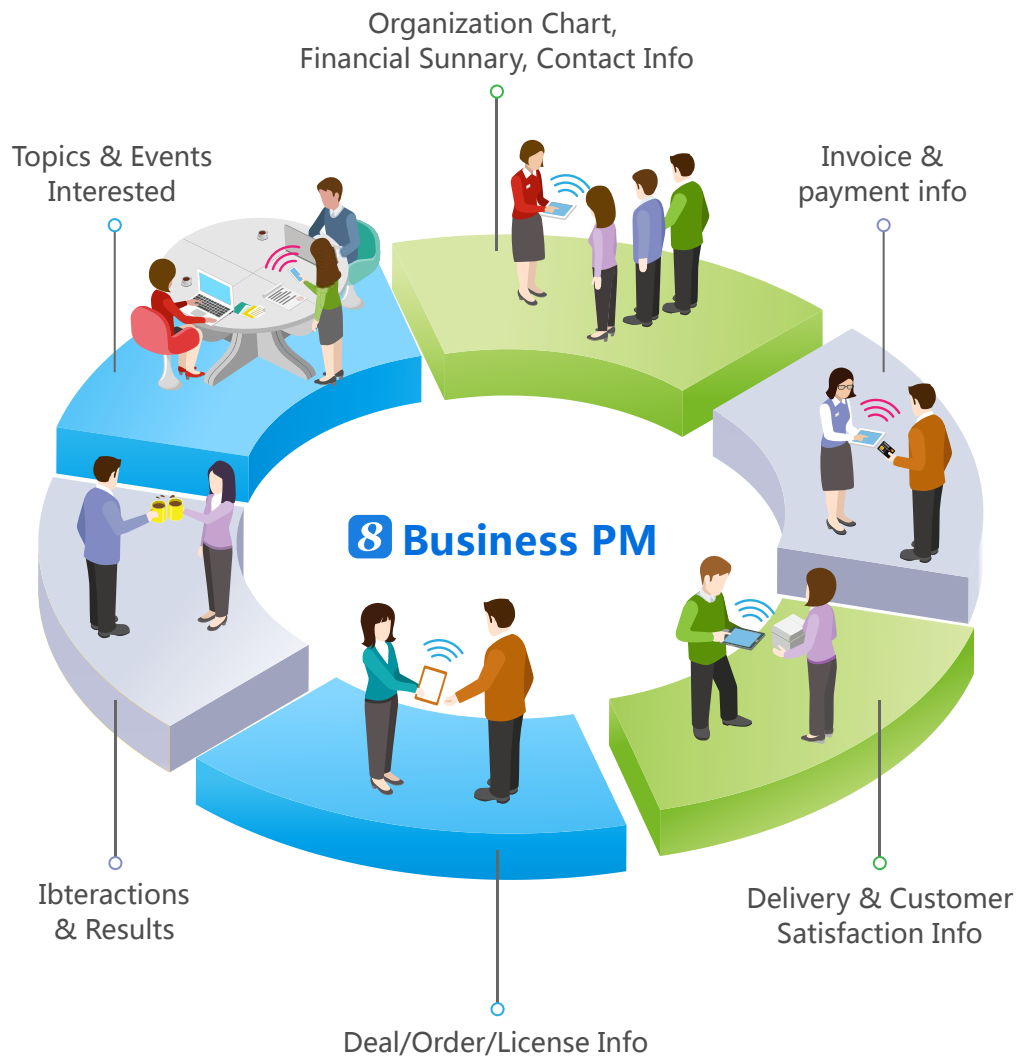 Organization Chart,
Financial Sunnary, Contact Info
Topics & Events
Interested
Invoice &
payment info
8 Business PM
Ibteractions
& Results
Delivery & Customer
Satisfaction Info
Deal/Order/License Info